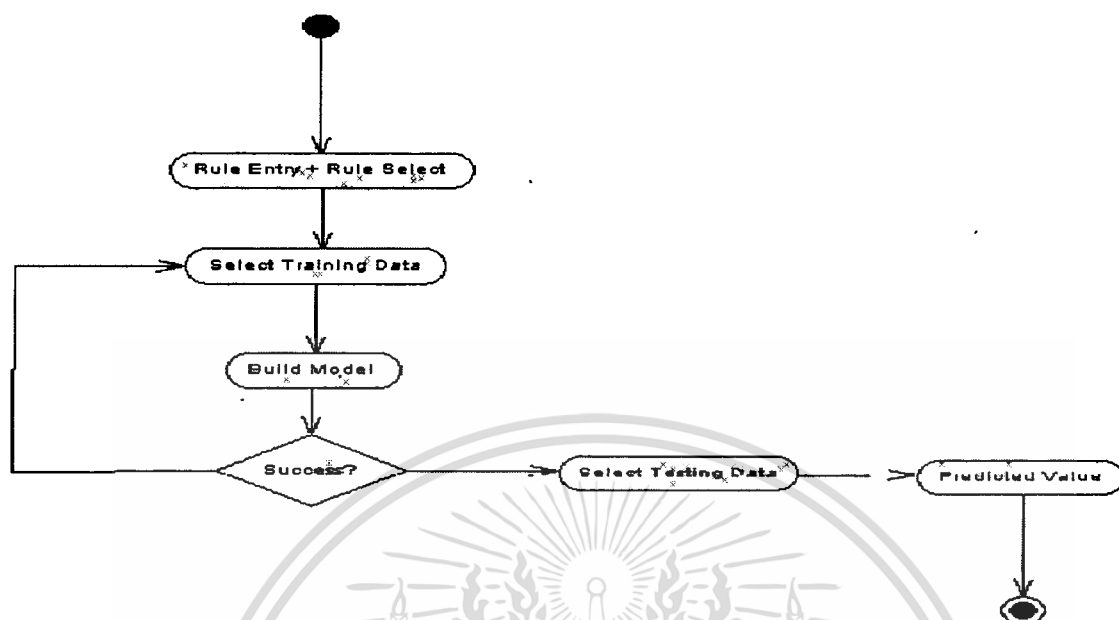 Rule Entry + Rule Select
Select Training Data
Build Model
Success?
Select Testing Data
Predicted Value